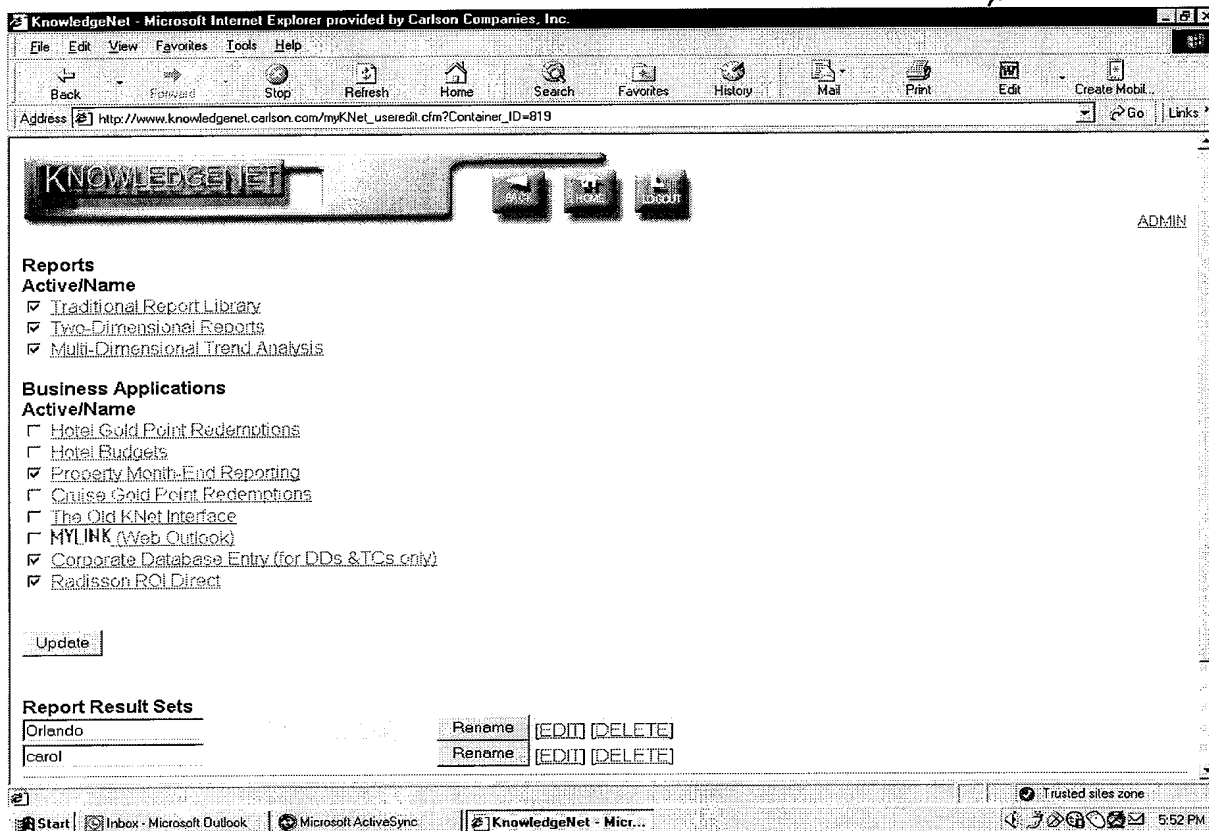 KnowledgeNet - Microsoft Internet Explorer provided by Carlson Companies, Inc.
File Edit View Favorites Tools Help
Back Forward Stop Refresh Home Search Favorites History Mail Print Edit Create Mobil...
Address http://www.knowledgenet.carlson.com/myKNet_useredit.cfm?Container_ID=819 Go Links
KNOWLEDGENET BACK HOME LOGOUT
ADMIN
Reports
Active/Name
Traditional Report Library
Two-Dimensional Reports
Multi-Dimensional Trend Analysis
Business Applications
Active/Name
Hotel Gold Point Redemptions
Hotel Budgets
Property Month-End Reporting
Cruise Gold Point Redemptions
The Old KNet Interface
MYLINK (Web Outlook)
Corporate Database Entry (for DDs &TCs only)
Radisson ROI Direct
Update
Report Result Sets
Orlando Rename [EDIT] [DELETE]
carol Rename [EDIT] [DELETE]
Trusted sites zone
Start Inbox - Microsoft Outlook Microsoft ActiveSync KnowledgeNet - Micr... 5:52 PM